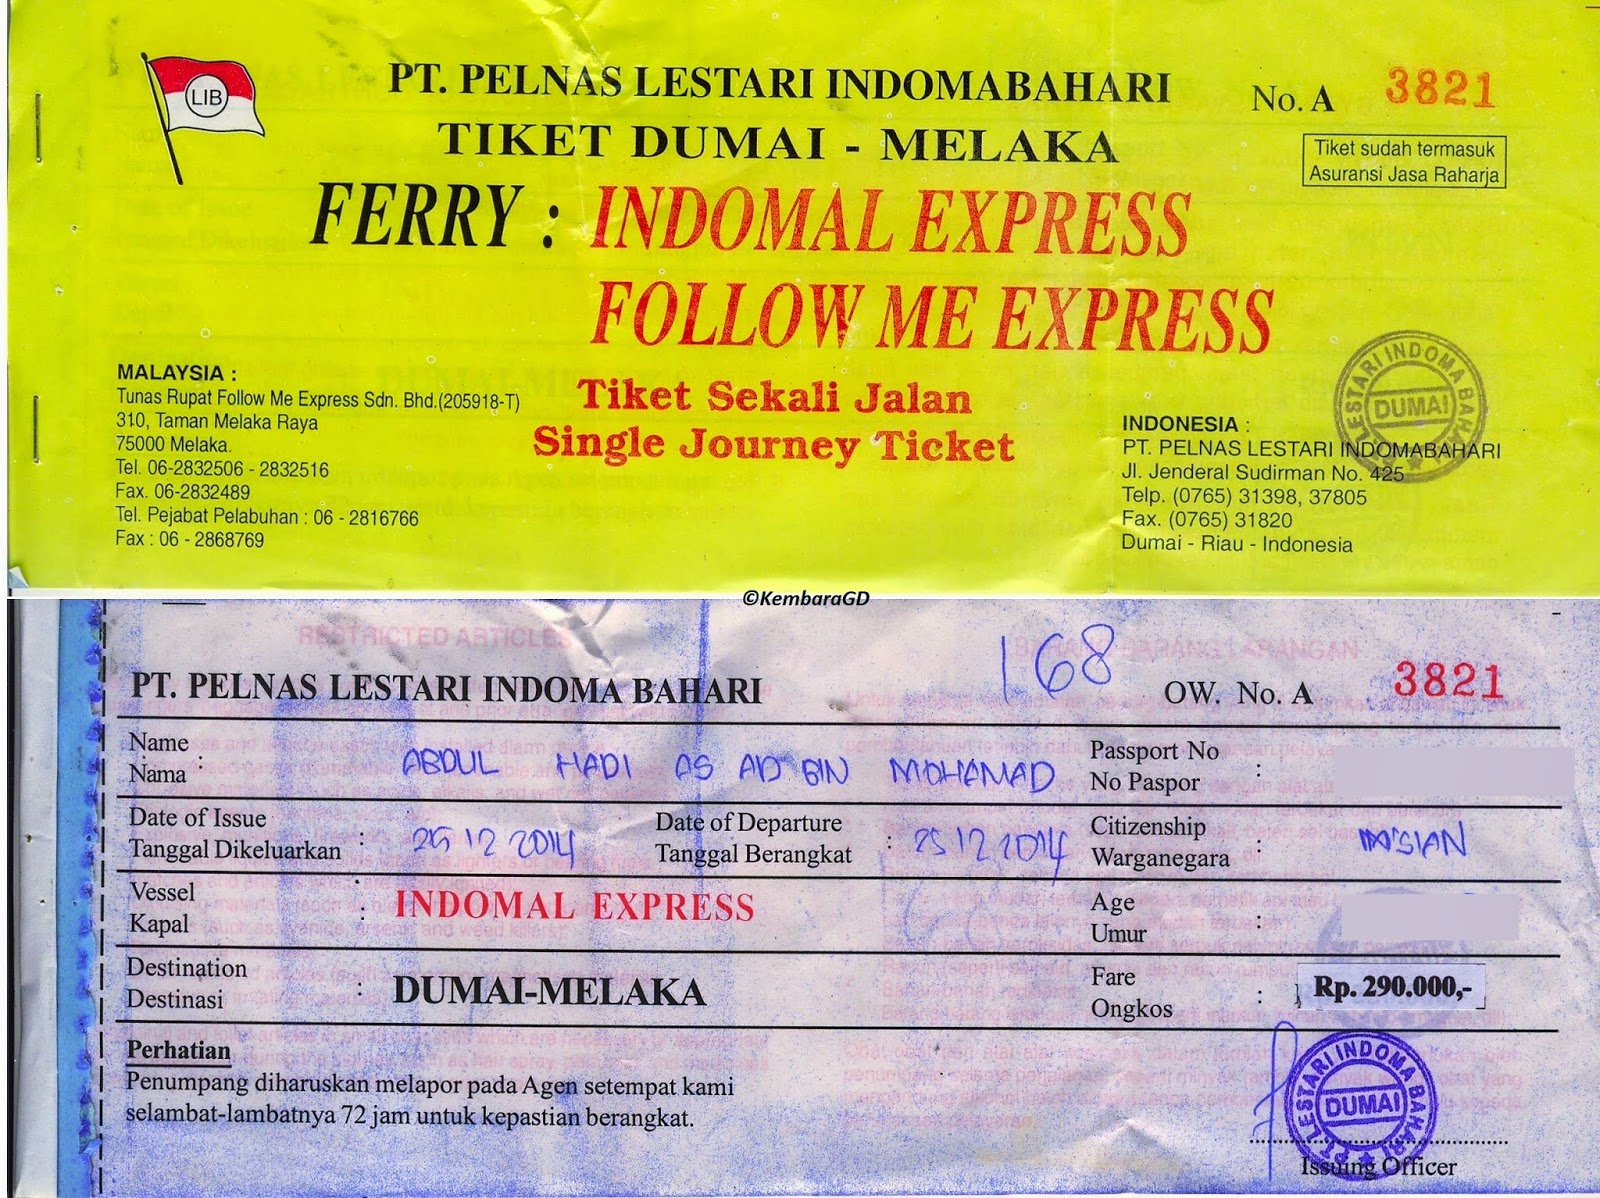 LIB
PT. PELNAS LESTARI INDOMABAHARI
No. A 3821
TIKET DUMAI - MELAKA
Tiket sudah termasuk
Asuransi Jasa Raharja
FERRY : INDOMAL EXPRESS
FOLLOW ME EXPRESS
Tiket Sekali Jalan
Single Journey Ticket
MALAYSIA :
Tunas Rupat Follow Me Express Sdn. Bhd.(205918-T)
310, Taman Melaka Raya
75000 Melaka.
Tel. 06-2832506 - 2832516
Fax. 06-2832489
Tel. Pejabat Pelabuhan : 06 - 2816766
Fax : 06 - 2868769
LESTARI INDOMA BAHARI
DUMAI
INDONESIA :
PT. PELNAS LESTARI INDOMABAHARI
Jl. Jenderal Sudirman No. 425
Telp. (0765) 31398, 37805
Fax. (0765) 31820
Dumai - Riau - Indonesia
©KembaraGD
RESTRICTED ARTICLES
BARANG-BARANG LARANGAN
168
PT. PELNAS LESTARI INDOMA BAHARI
OW. No. A 3821
Name
Nama : ABDUL HADI AS AD BIN MOHAMAD
Passport No
No Paspor :
Date of Issue
Tanggal Dikeluarkan : 25 12 2014
Date of Departure
Tanggal Berangkat : 25 12 2014
Citizenship
Warganegara : M'SIAN
Vessel
Kapal : INDOMAL EXPRESS
Age
Umur :
Destination
Destinasi : DUMAI-MELAKA
Fare
Ongkos : Rp. 290.000,-
Perhatian
Penumpang diharuskan melapor pada Agen setempat kami
selambat-lambatnya 72 jam untuk kepastian berangkat.
PT LESTARI INDOMA BAHARI
DUMAI
Issuing Officer